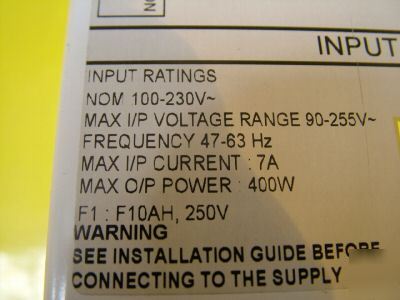 NO
INPUT
INPUT RATINGS
NOM 100-230V~
MAX I/P VOLTAGE RANGE 90-255V~
FREQUENCY 47-63 Hz
MAX I/P CURRENT : 7A
MAX O/P POWER : 400W
F1 : F10AH, 250V
WARNING
SEE INSTALLATION GUIDE BEFORE
CONNECTING TO THE SUPPLY